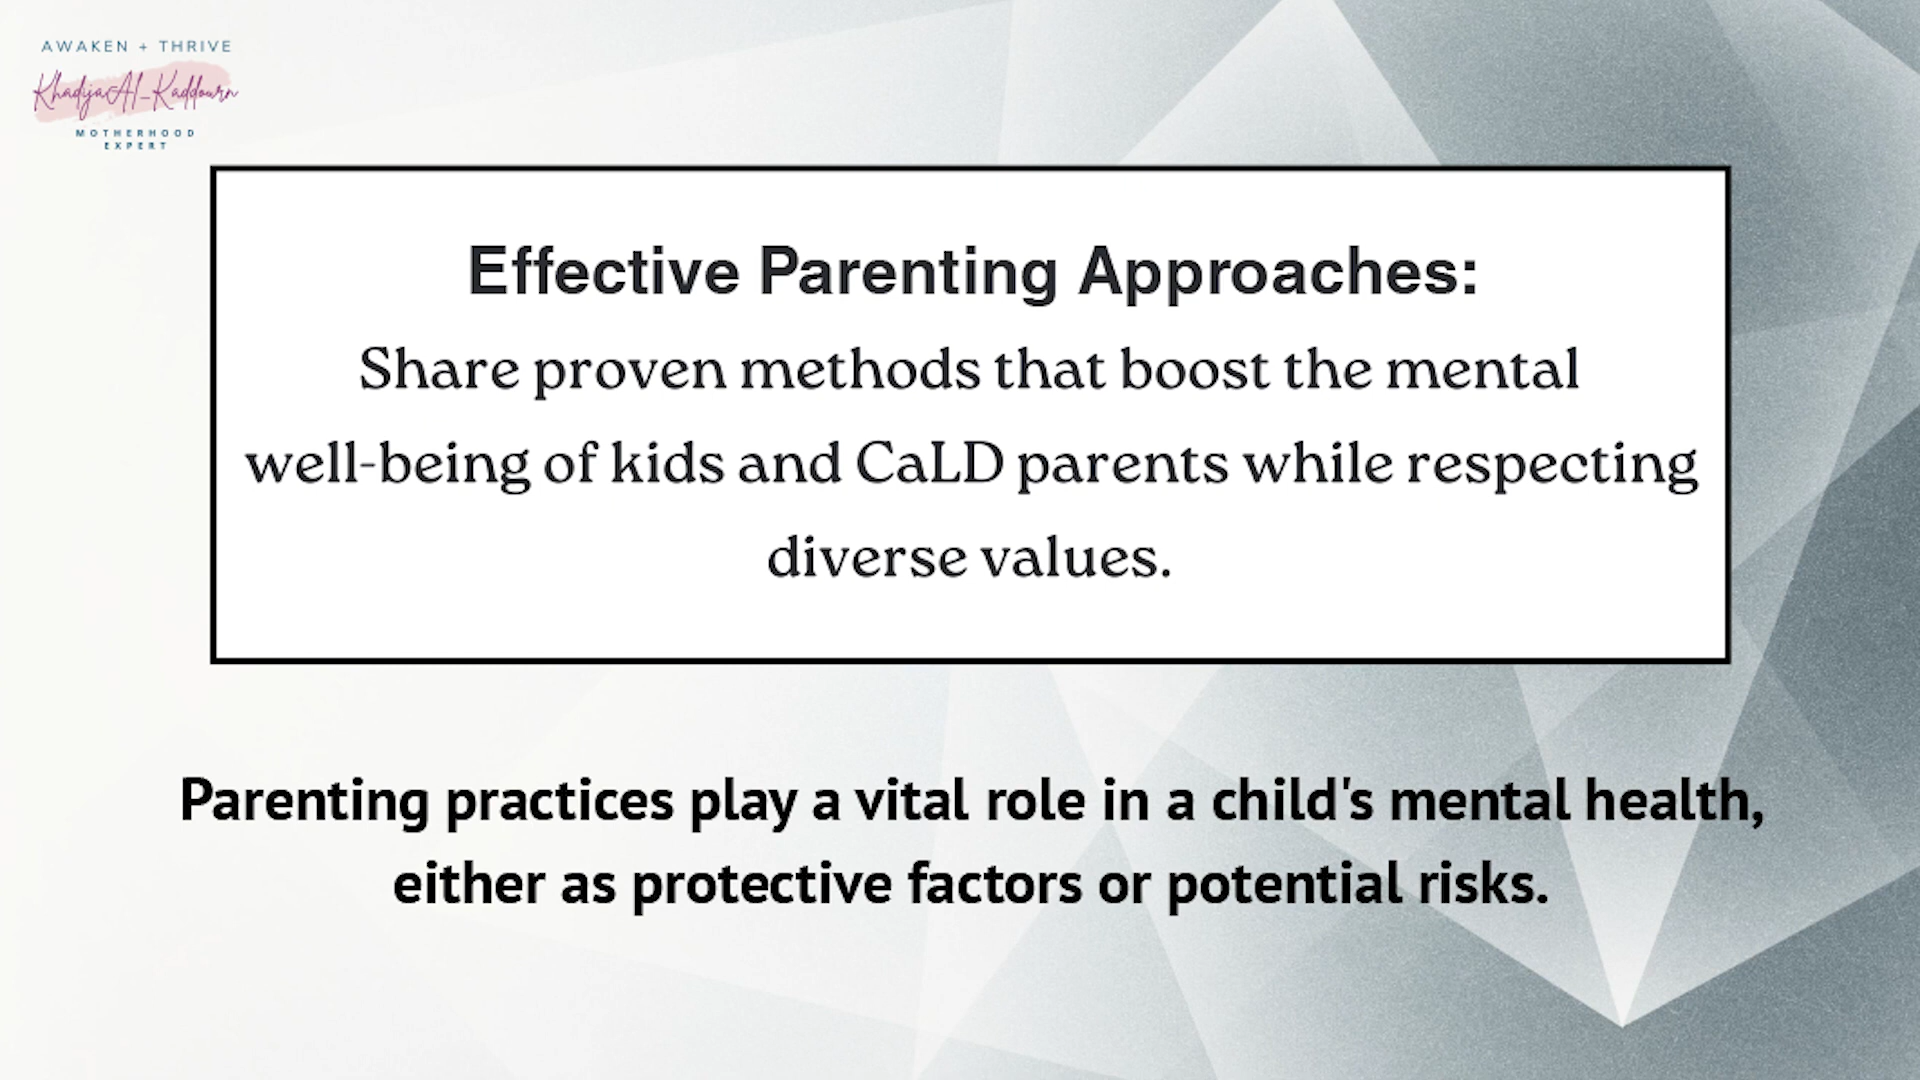 AWAKEN + THRIVE
Khadija Al-Kaddourn
MOTHERHOOD
EXPERT
Effective Parenting Approaches:
Share proven methods that boost the mental
well-being of kids and CaLD parents while respecting
diverse values.
Parenting practices play a vital role in a child's mental health,
either as protective factors or potential risks.